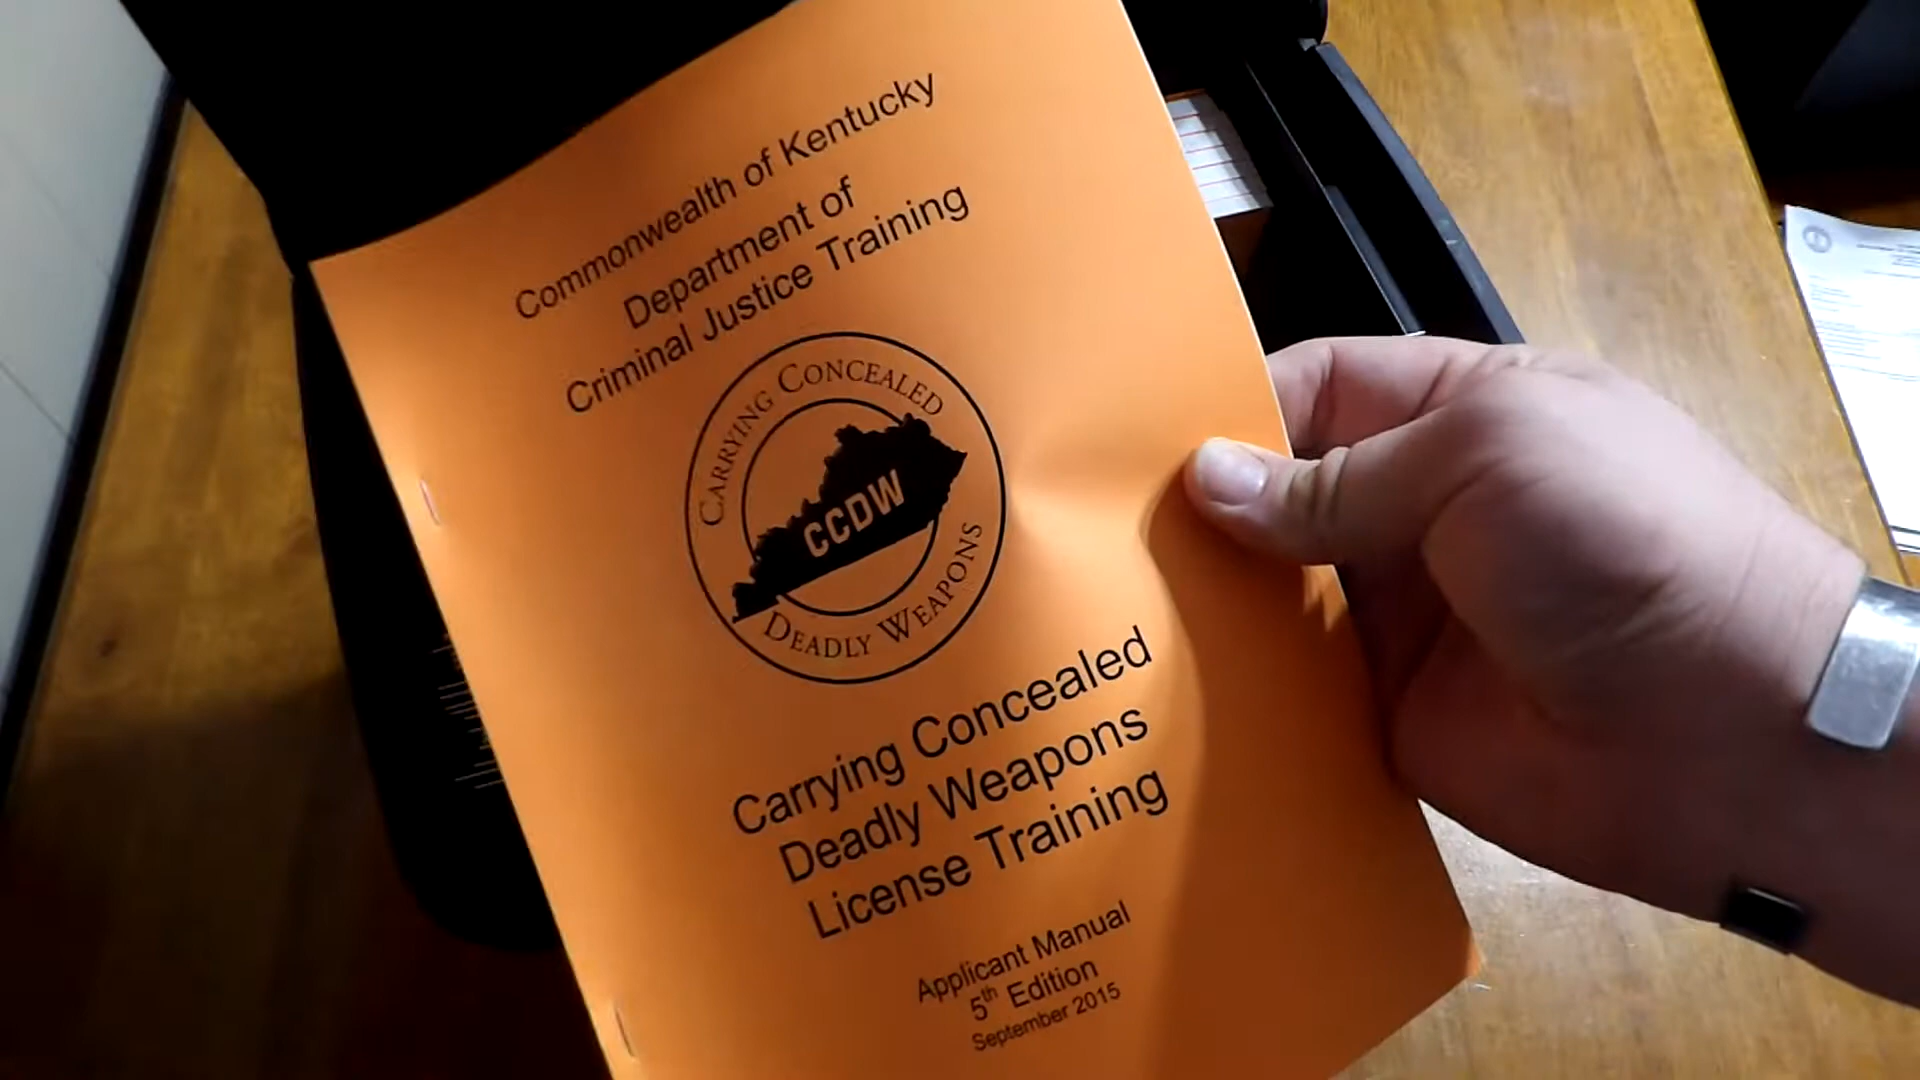 Commonwealth of Kentucky
Department of
Criminal Justice Training
CARRYING CONCEALED
CCDW
DEADLY WEAPONS
Carrying Concealed
Deadly Weapons
License Training
Applicant Manual
5th Edition
September 2015